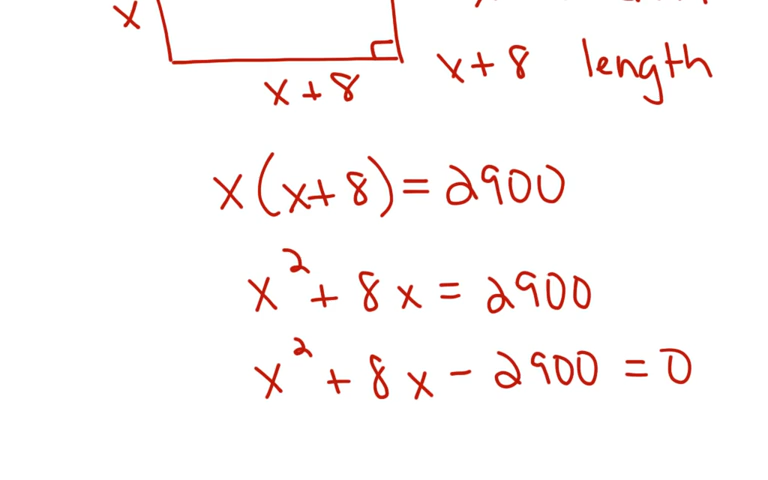 x
x+8 length
x+8
x(x+8)=2900
x²+8x=2900
x²+8x-2900=0